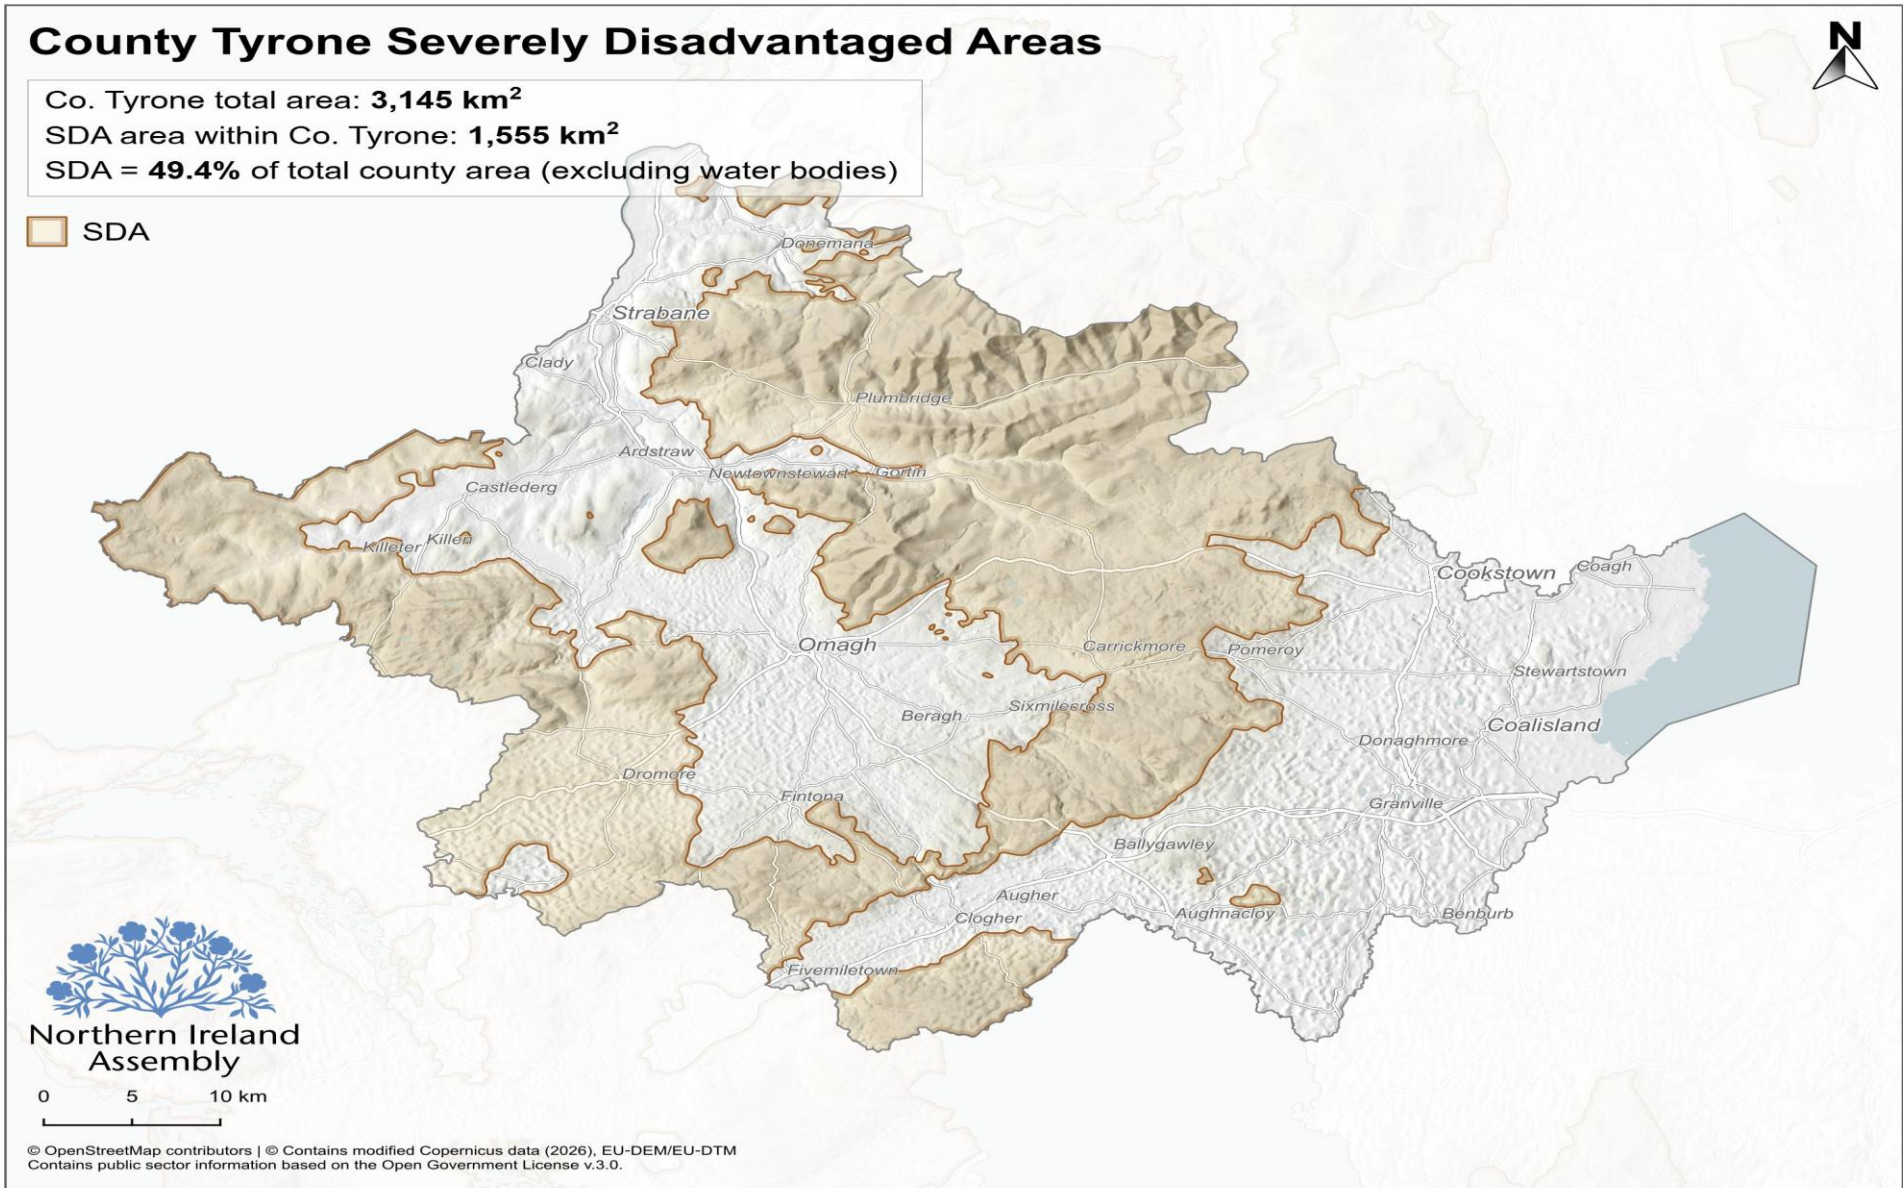 County Tyrone Severely Disadvantaged Areas
N
Co. Tyrone total area: 3,145 km²
SDA area within Co. Tyrone: 1,555 km²
SDA = 49.4% of total county area (excluding water bodies)
SDA
Donemana
Strabane
Clady
Plumbridge
Ardstraw
Newtownstewart
Gortin
Castlederg
Killeter
Killen
Cookstown
Coagh
Omagh
Carrickmore
Pomeroy
Stewartstown
Sixmilecross
Beragh
Coalisland
Donaghmore
Dromore
Fintona
Granville
Ballygawley
Augher
Clogher
Aughnacloy
Benburb
Fivemiletown
Northern Ireland
Assembly
0 5 10 km
© OpenStreetMap contributors | © Contains modified Copernicus data (2026), EU-DEM/EU-DTM
Contains public sector information based on the Open Government License v.3.0.